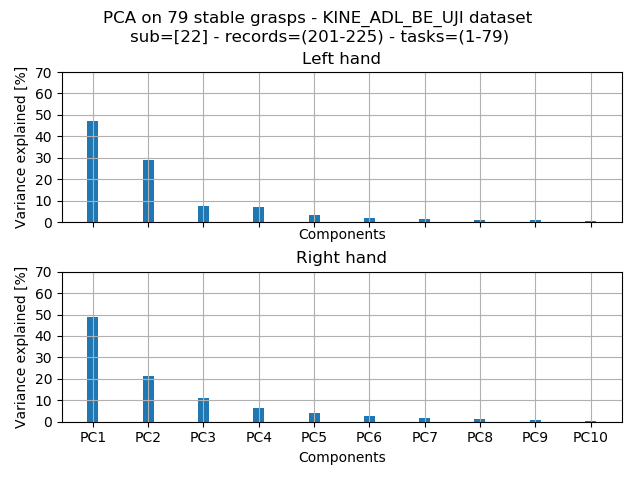 PCA on 79 stable grasps - KINE_ADL_BE_UJI dataset
sub=[22] - records=(201-225) - tasks=(1-79)
Left hand
Variance explained [%]
70
60
50
40
30
20
10
0
Components
Right hand
Variance explained [%]
70
60
50
40
30
20
10
0
PC1 PC2 PC3 PC4 PC5 PC6 PC7 PC8 PC9 PC10
Components